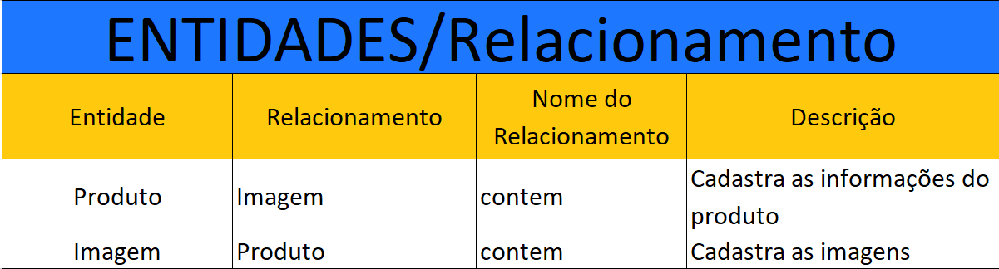 ENTIDADES/Relacionamento
Entidade
Relacionamento
Nome do
Relacionamento
Descrição
Produto
Imagem
contem
Cadastra as informações do
produto
Imagem
Produto
contem
Cadastra as imagens